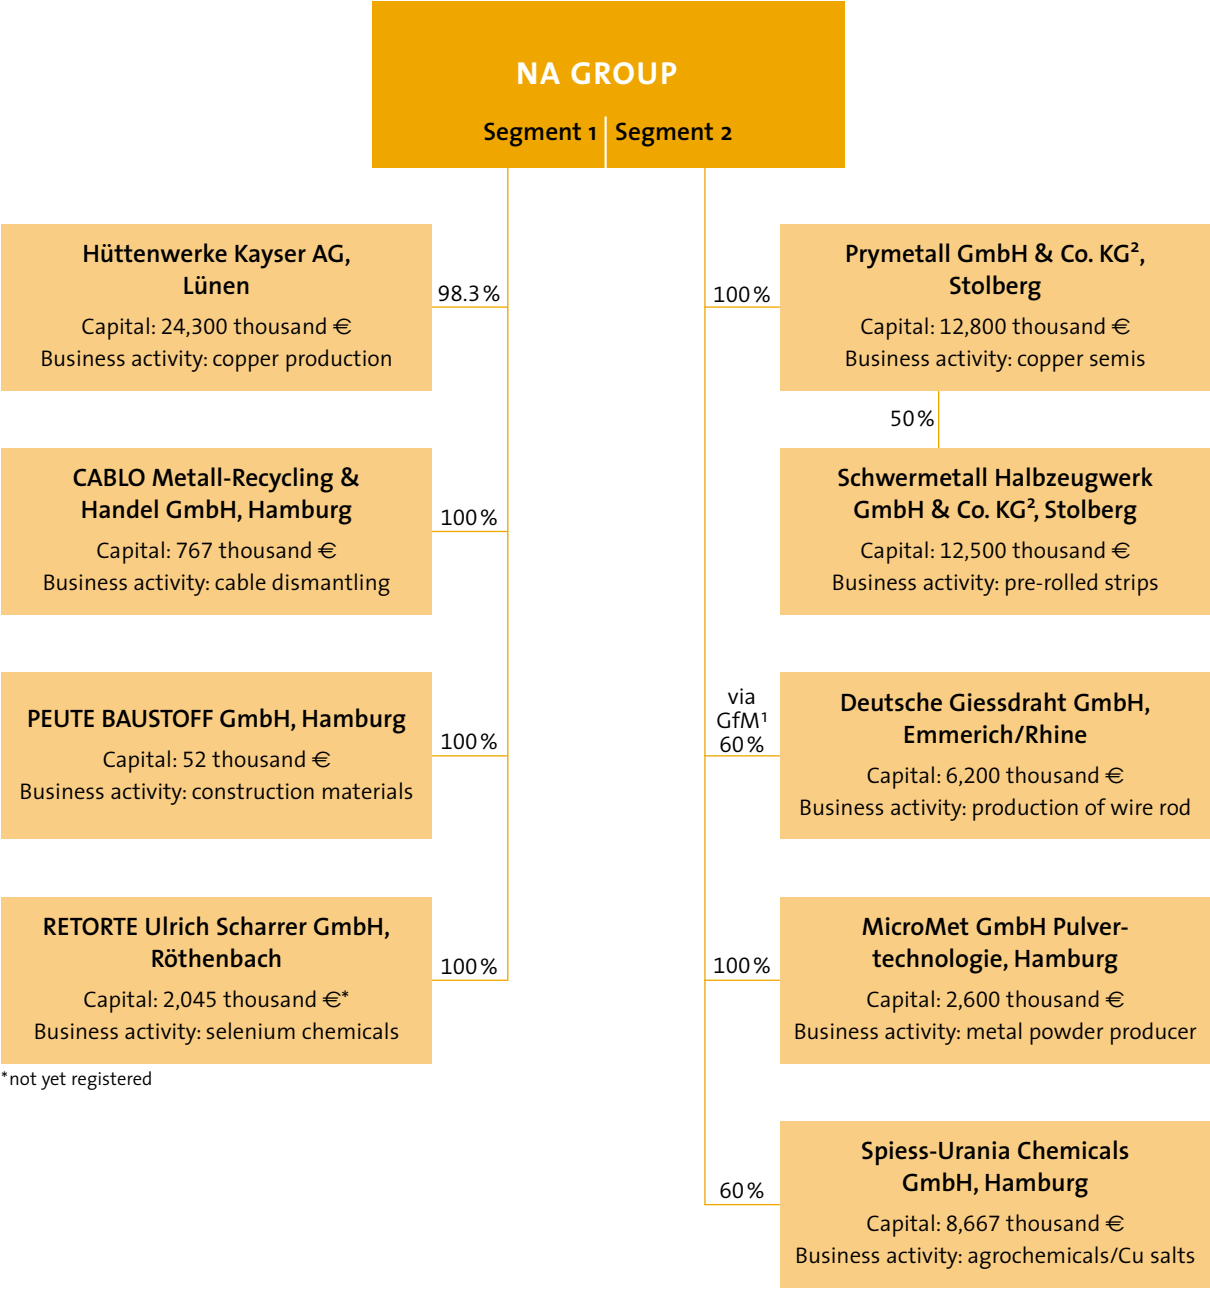 NA GROUP
Segment 1
Segment 2
Hüttenwerke Kayser AG,
Lünen
Capital: 24,300 thousand €
Business activity: copper production
98.3%
CABLO Metall-Recycling &
Handel GmbH, Hamburg
Capital: 767 thousand €
Business activity: cable dismantling
100%
PEUTE BAUSTOFF GmbH, Hamburg
Capital: 52 thousand €
Business activity: construction materials
100%
RETORTE Ulrich Scharrer GmbH,
Röthenbach
Capital: 2,045 thousand €*
Business activity: selenium chemicals
100%
*not yet registered
100%
Prymetall GmbH & Co. KG²,
Stolberg
Capital: 12,800 thousand €
Business activity: copper semis
50%
Schwermetall Halbzeugwerk
GmbH & Co. KG², Stolberg
Capital: 12,500 thousand €
Business activity: pre-rolled strips
via
GfM¹
60%
Deutsche Giessdraht GmbH,
Emmerich/Rhine
Capital: 6,200 thousand €
Business activity: production of wire rod
100%
MicroMet GmbH Pulver-
technologie, Hamburg
Capital: 2,600 thousand €
Business activity: metal powder producer
60%
Spiess-Urania Chemicals
GmbH, Hamburg
Capital: 8,667 thousand €
Business activity: agrochemicals/Cu salts